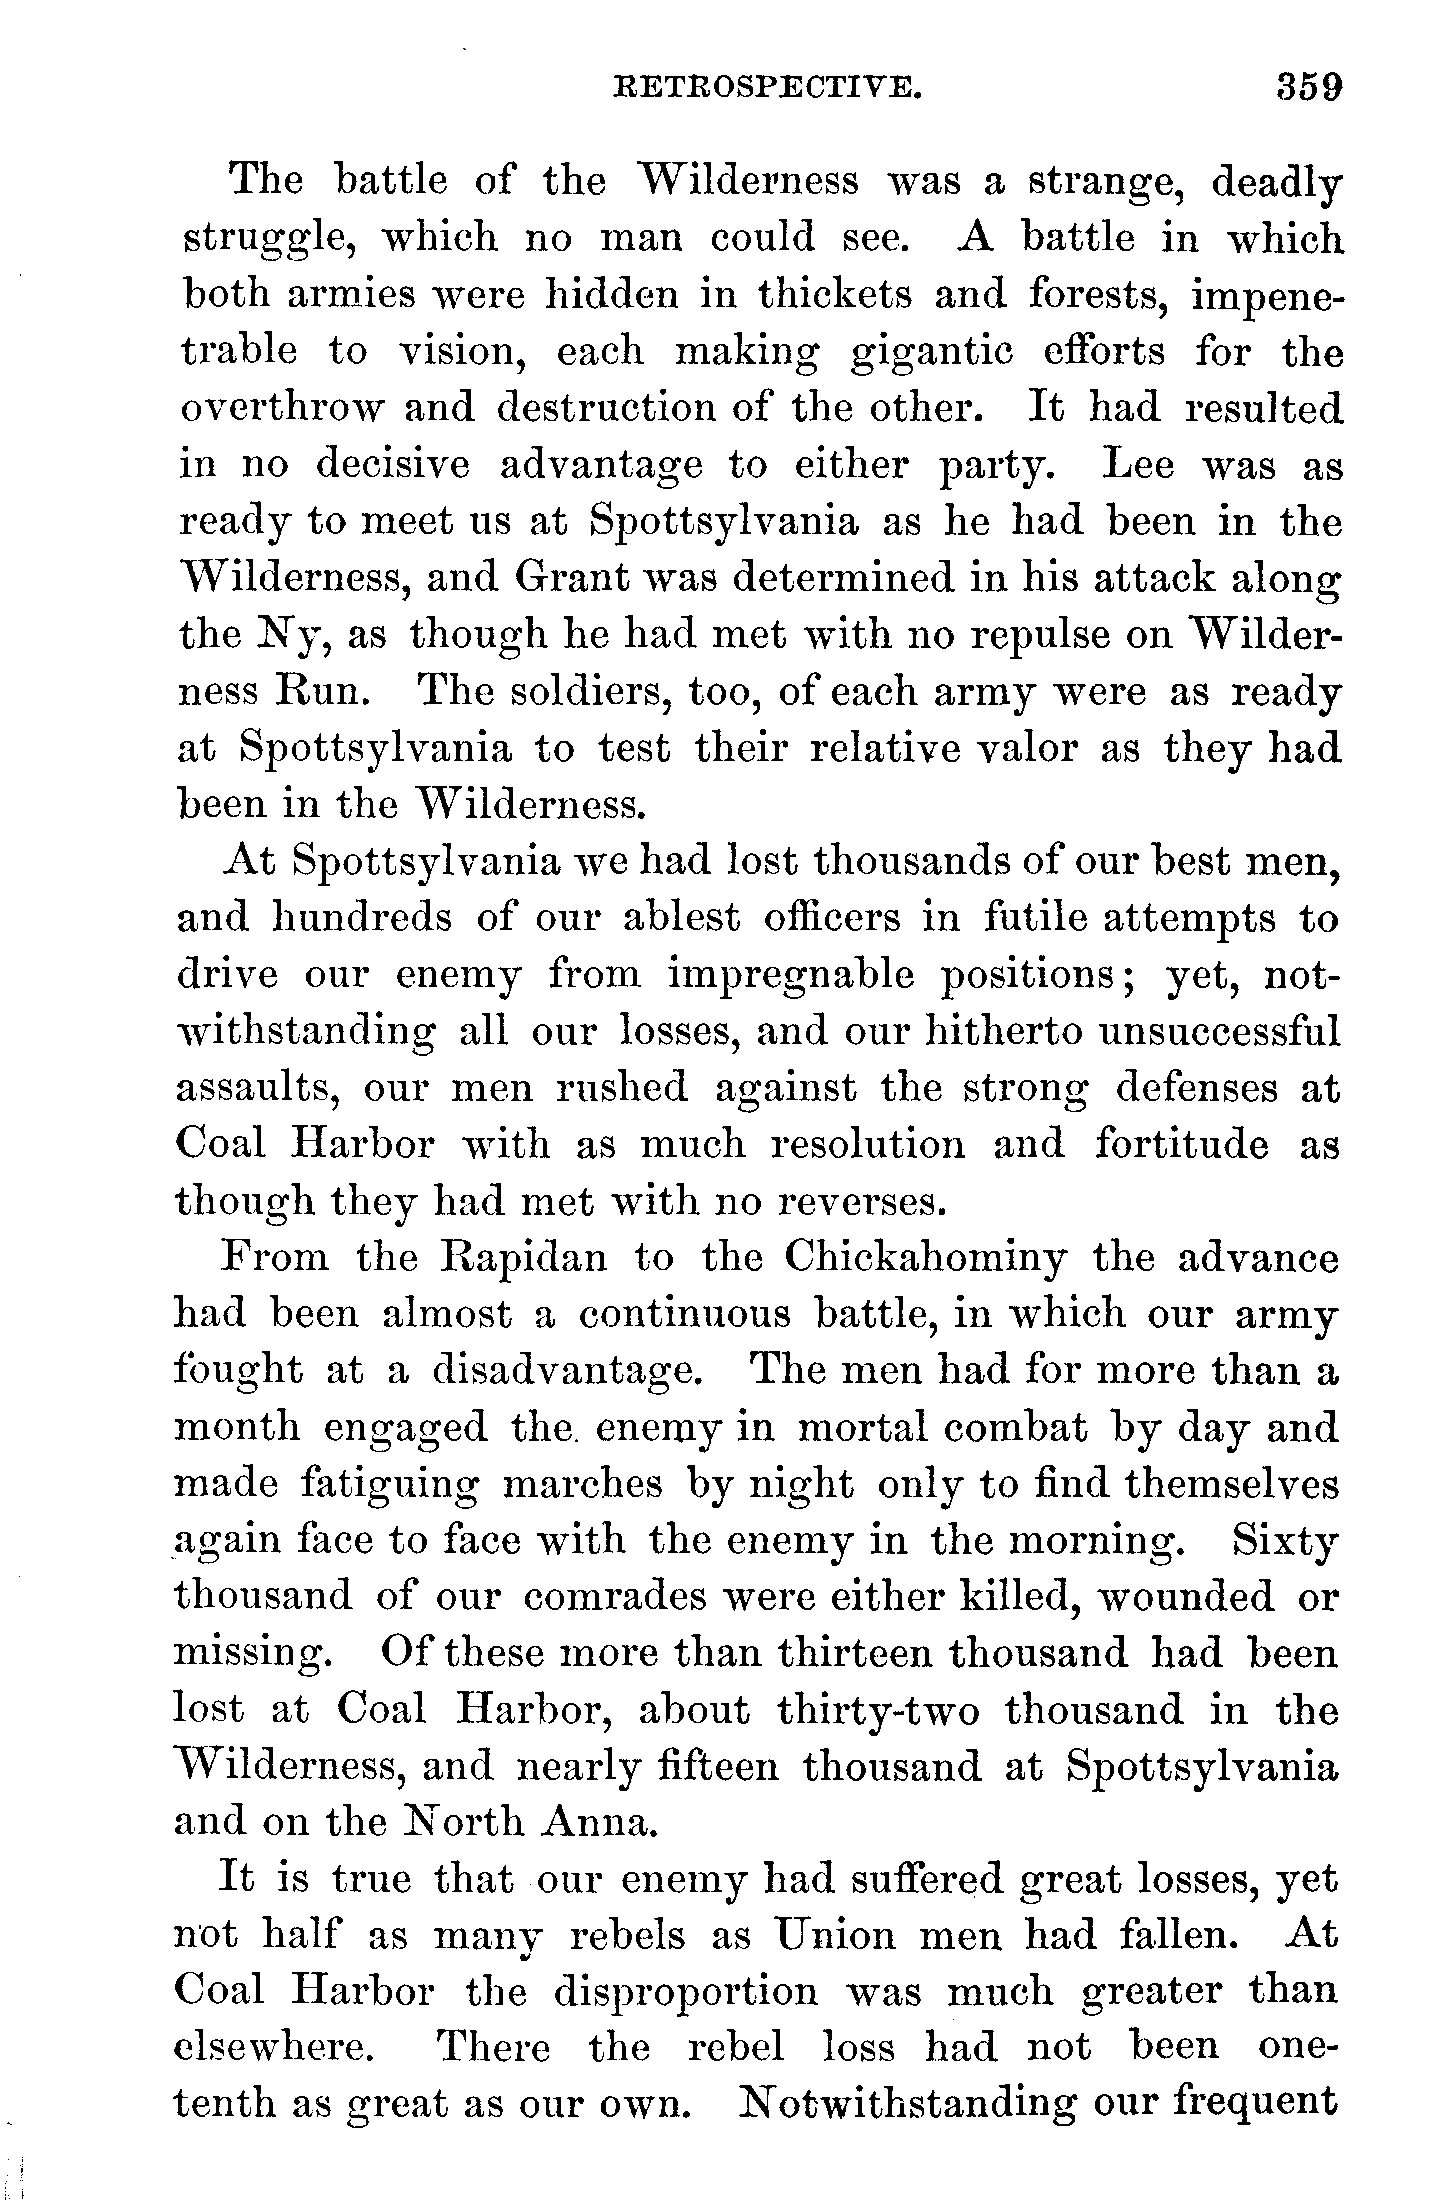 RETROSPECTIVE. 359
The battle of the Wilderness was a strange, deadly
struggle, which no man could see. A battle in which
both armies were hidden in thickets and forests, impene-
trable to vision, each making gigantic efforts for the
overthrow and destruction of the other. It had resulted
in no decisive advantage to either party. Lee was as
ready to meet us at Spottsylvania as he had been in the
Wilderness, and Grant was determined in his attack along
the Ny, as though he had met with no repulse on Wilder-
ness Run. The soldiers, too, of each army were as ready
at Spottsylvania to test their relative valor as they had
been in the Wilderness.
At Spottsylvania we had lost thousands of our best men,
and hundreds of our ablest officers in futile attempts to
drive our enemy from impregnable positions; yet, not-
withstanding all our losses, and our hitherto unsuccessful
assaults, our men rushed against the strong defenses at
Coal Harbor with as much resolution and fortitude as
though they had met with no reverses.
From the Rapidan to the Chickahominy the advance
had been almost a continuous battle, in which our army
fought at a disadvantage. The men had for more than a
month engaged the enemy in mortal combat by day and
made fatiguing marches by night only to find themselves
again face to face with the enemy in the morning. Sixty
thousand of our comrades were either killed, wounded or
missing. Of these more than thirteen thousand had been
lost at Coal Harbor, about thirty-two thousand in the
Wilderness, and nearly fifteen thousand at Spottsylvania
and on the North Anna.
It is true that our enemy had suffered great losses, yet
not half as many rebels as Union men had fallen. At
Coal Harbor the disproportion was much greater than
elsewhere. There the rebel loss had not been one-
tenth as great as our own. Notwithstanding our frequent